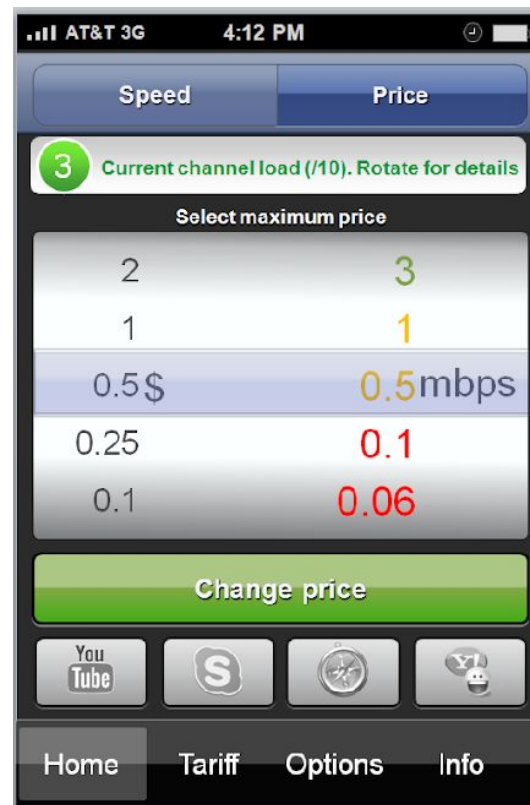 AT&T 3G 4:12 PM
Speed Price
3 Current channel load (/10). Rotate for details
Select maximum price
2 3
1 1
0.5 $ 0.5 mbps
0.25 0.1
0.1 0.06
Change price
You
Tube S Y!
Home Tariff Options Info